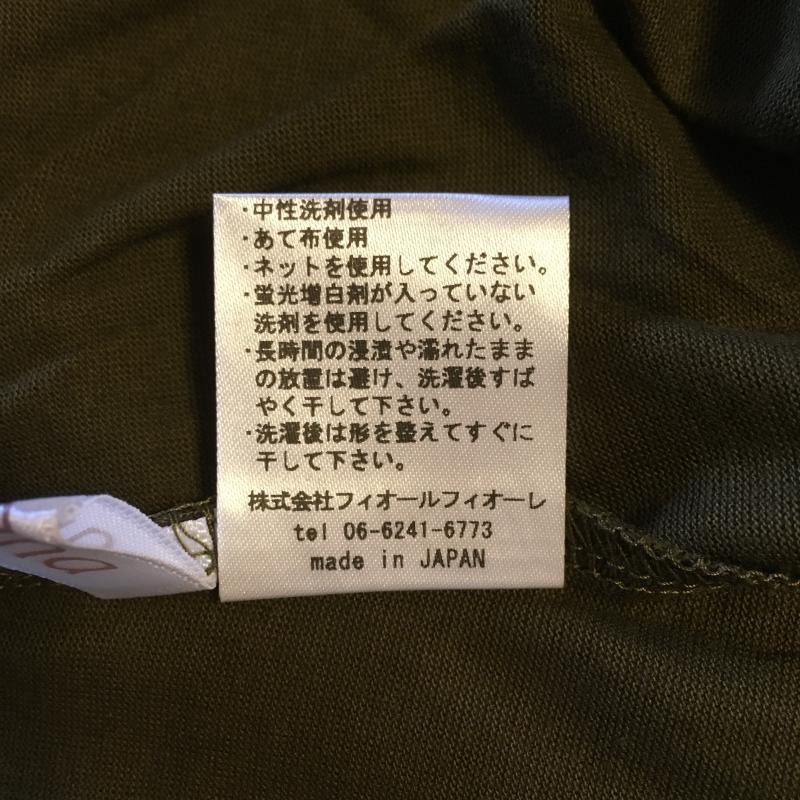 ・中性洗剤使用
・あて布使用
・ネットを使用してください。
・蛍光増白剤が入っていない
洗剤を使用してください。
・長時間の浸漬や濡れたまま
の放置は避け、洗濯後すば
やく干して下さい。
・洗濯後は形を整えてすぐに
干して下さい。
株式会社フィオールフィオーレ
tel 06-6241-6773
made in JAPAN